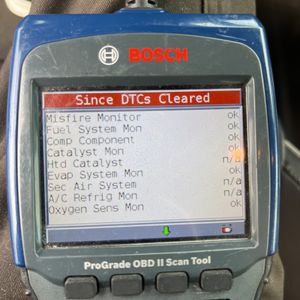 BOSCH
Since DTCs Cleared
Misfire Monitor ok
Fuel System Mon ok
Comp Component ok
Catalyst Mon ok
Htd Catalyst n/a
Evap System Mon ok
Sec Air System n/a
A/C Refrig Mon n/a
Oxygen Sens Mon ok
ProGrade OBD II Scan Tool